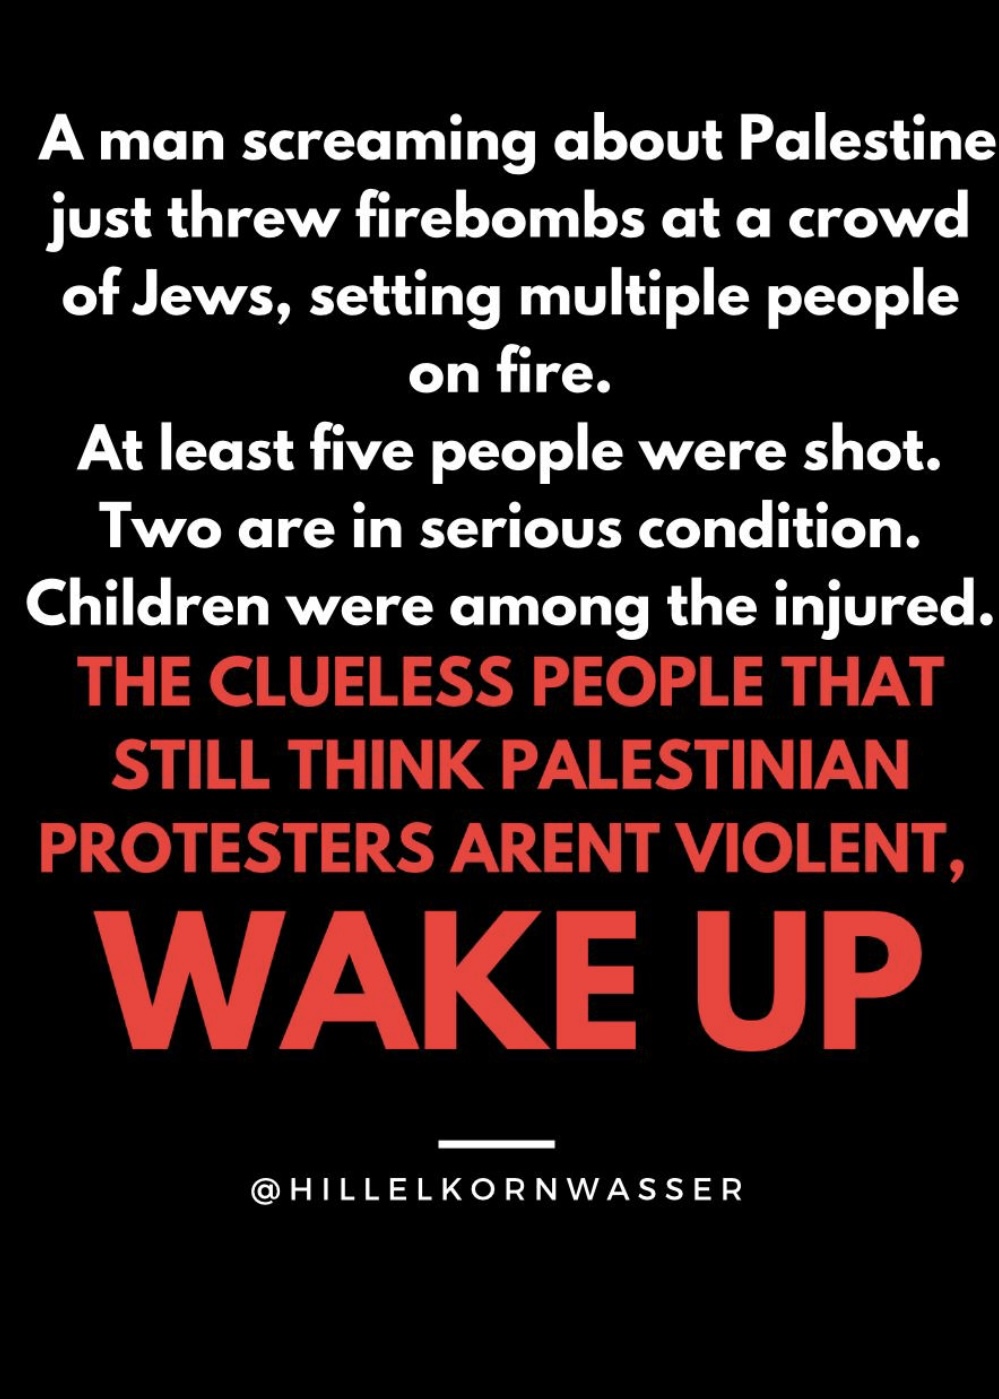 A man screaming about Palestine
just threw firebombs at a crowd
of Jews, setting multiple people
on fire.
At least five people were shot.
Two are in serious condition.
Children were among the injured.
THE CLUELESS PEOPLE THAT
STILL THINK PALESTINIAN
PROTESTERS ARENT VIOLENT,
WAKE UP
@HILLELKORNWASSER